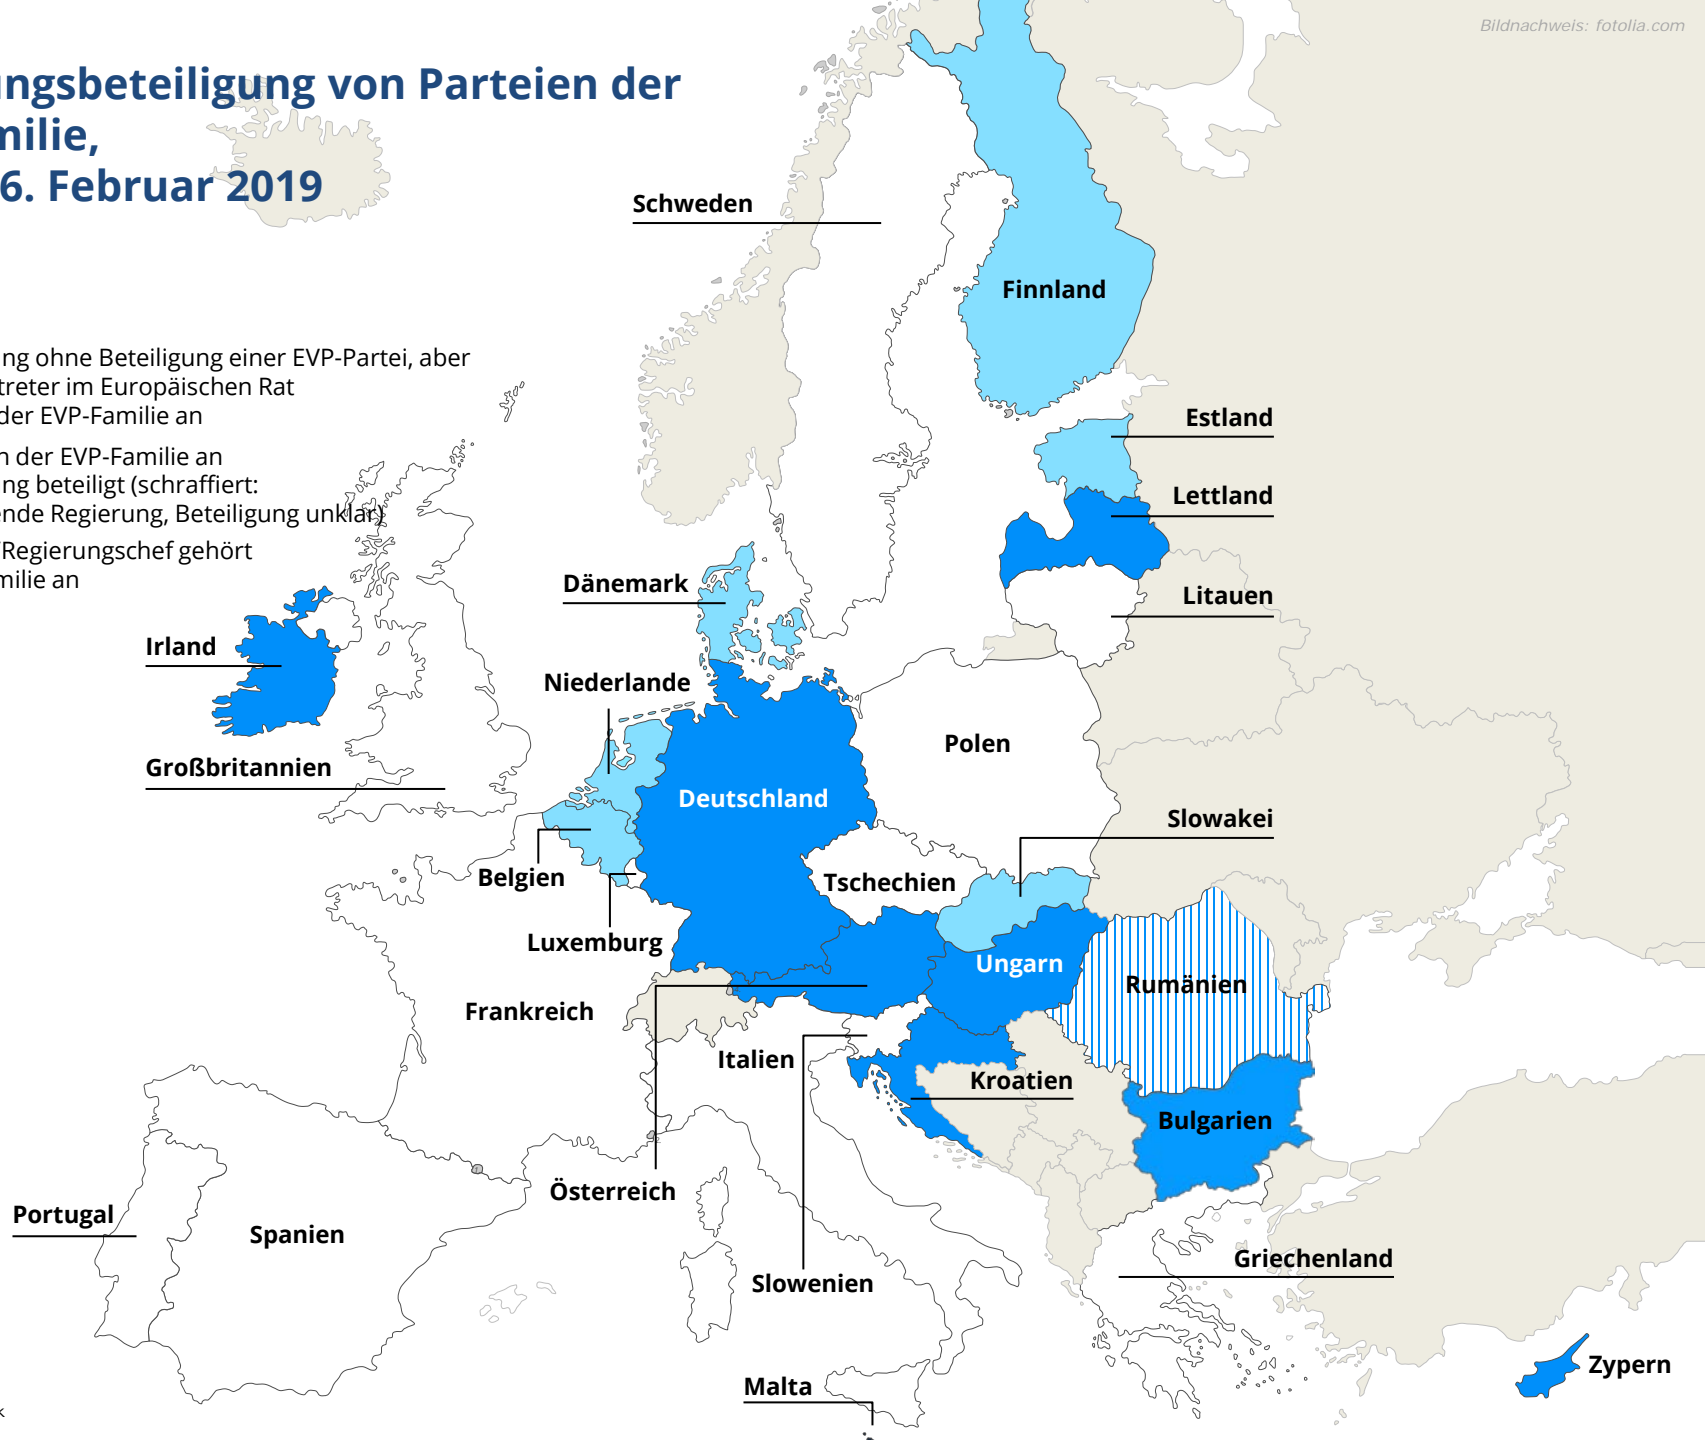 Bildnachweis: fotolia.com
ungsbeteiligung von Parteien der
milie,
6. Februar 2019
Schweden
Finnland
ng ohne Beteiligung einer EVP-Partei, aber
treter im Europäischen Rat
der EVP-Familie an
n der EVP-Familie an
ng beteiligt (schraffiert:
ende Regierung, Beteiligung unklar)
/Regierungschef gehört
milie an
Estland
Lettland
Dänemark
Litauen
Irland
Niederlande
Polen
Großbritannien
Deutschland
Slowakei
Belgien
Tschechien
Luxemburg
Ungarn
Rumänien
Frankreich
Italien
Kroatien
Bulgarien
Österreich
Portugal
Spanien
Griechenland
Slowenien
Zypern
Malta
k